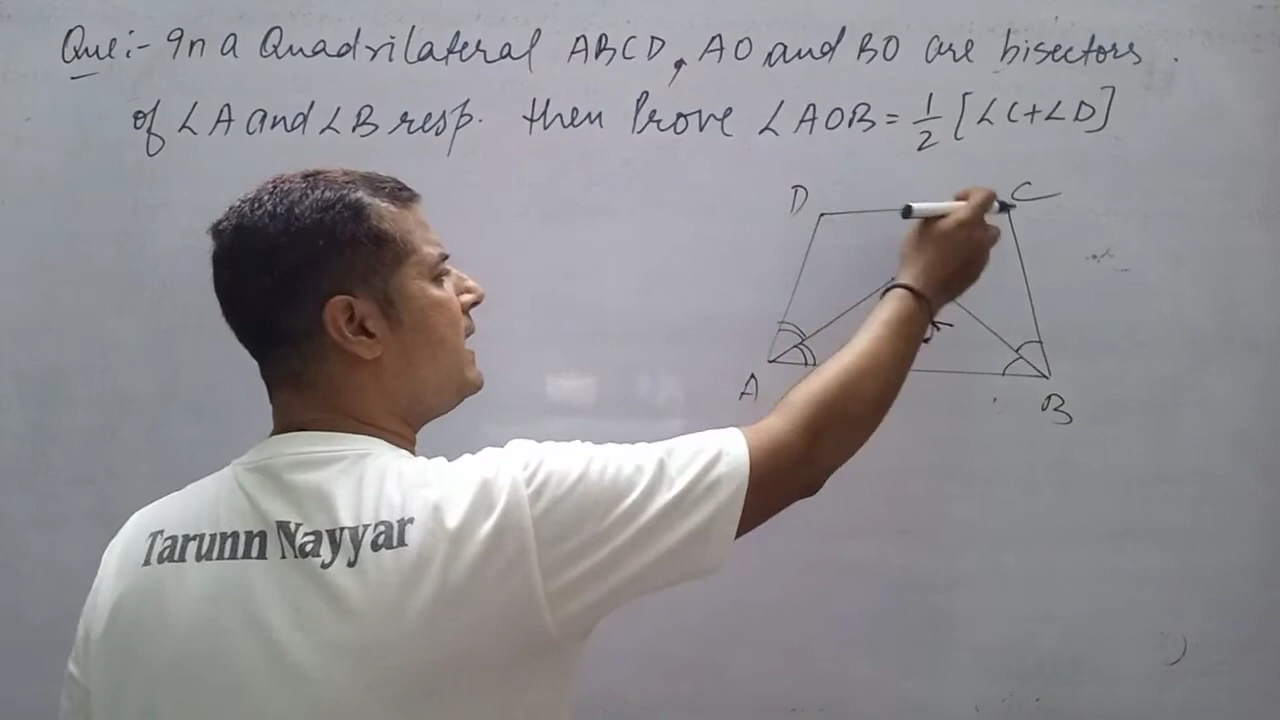 Que:- In a Quadrilateral ABCD, AO and BO are bisectors.
of ∠A and ∠B resp. then Prove ∠AOB = 1/2 [∠C+∠D]
D C
A B
Tarunn Nayyar